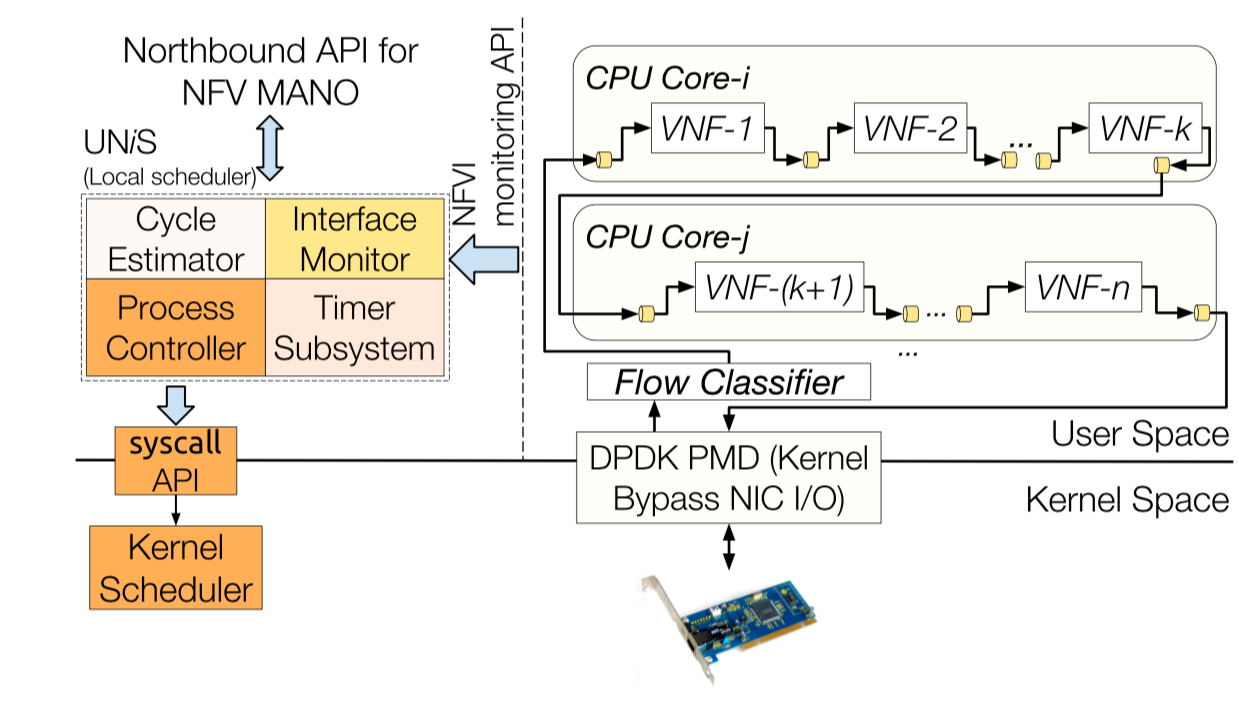 Northbound API for
NFV MANO
UNiS
(Local scheduler)
Cycle
Estimator
Interface
Monitor
Process
Controller
Timer
Subsystem
syscall
API
Kernel
Scheduler
NFVI
monitoring API
CPU Core-i
VNF-1
VNF-2
...
VNF-k
CPU Core-j
VNF-(k+1)
...
VNF-n
...
Flow Classifier
DPDK PMD (Kernel
Bypass NIC I/O)
User Space
Kernel Space